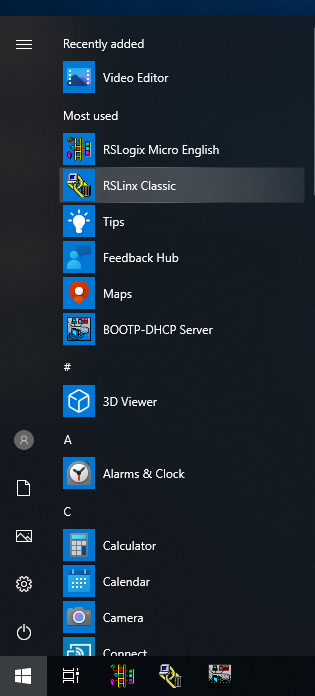 Recently added
Video Editor
Most used
RSLogix Micro English
RSLinx Classic
Tips
Feedback Hub
Maps
BOOTP-DHCP Server
#
3D Viewer
A
Alarms & Clock
C
Calculator
Calendar
Camera
Connect